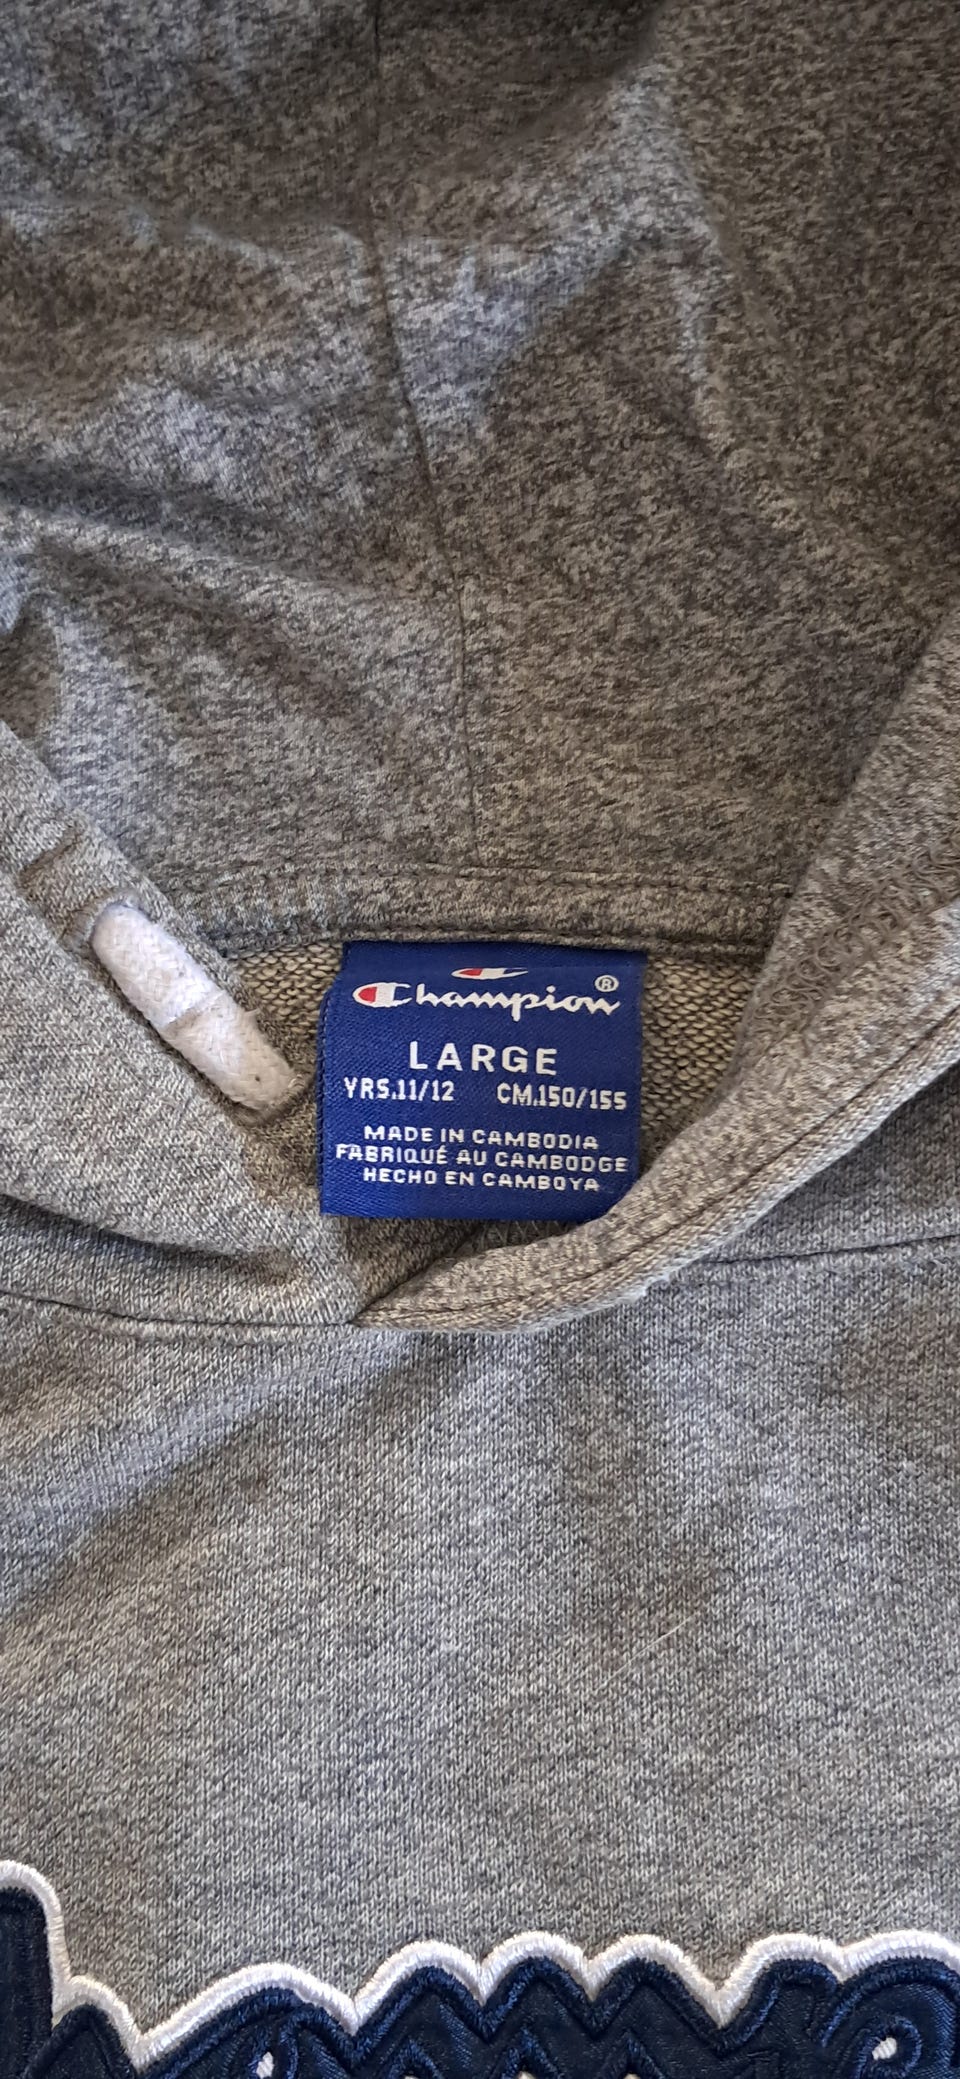 Champion®
LARGE
YRS.11/12 CM.150/155
MADE IN CAMBODIA
FABRIQUÉ AU CAMBODGE
HECHO EN CAMBOYA